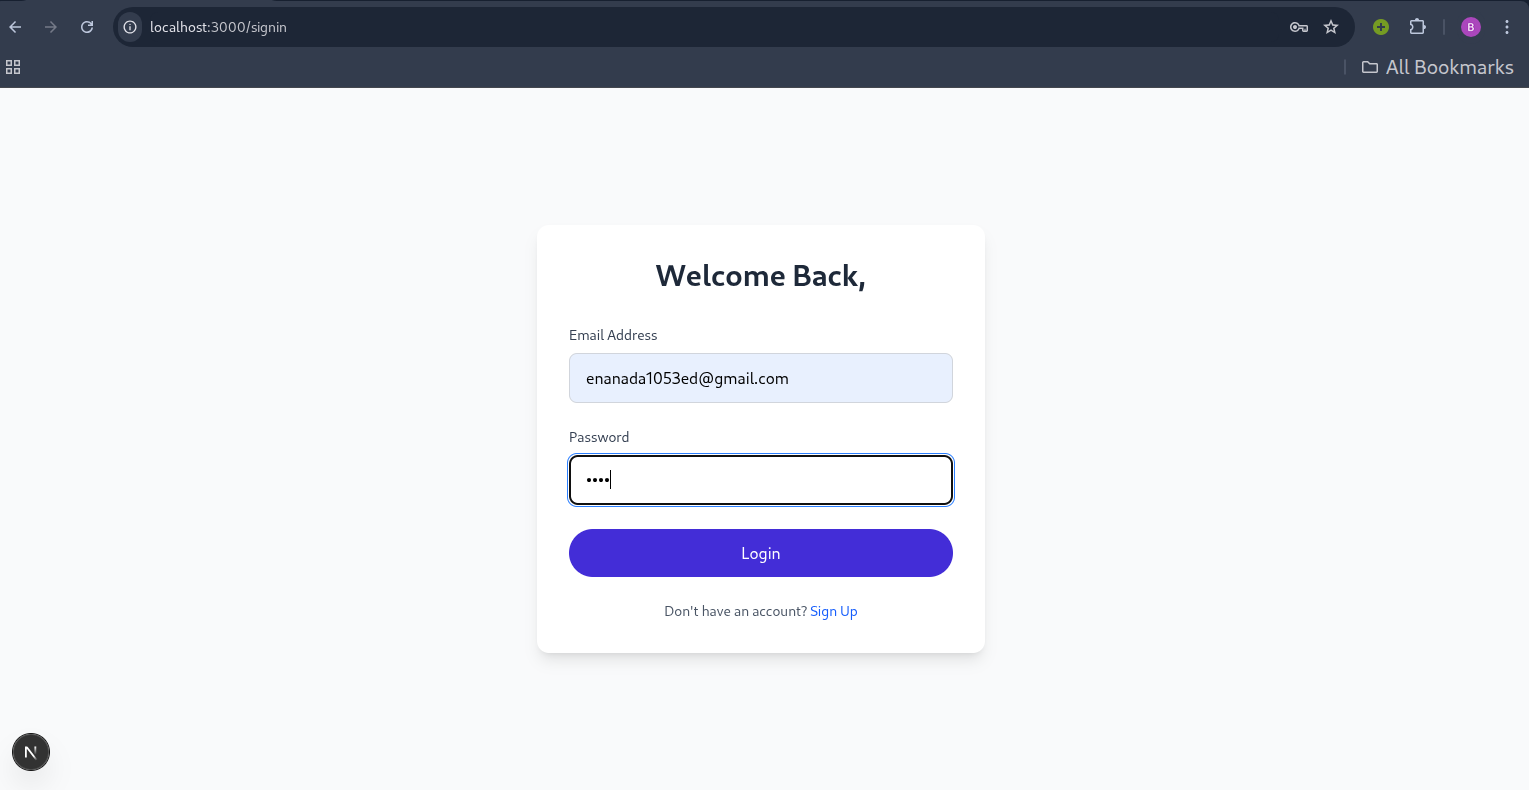 localhost:3000/signin
B
All Bookmarks
Welcome Back,
Email Address
enanada1053ed@gmail.com
Password
••••
Login
Don't have an account? Sign Up
N